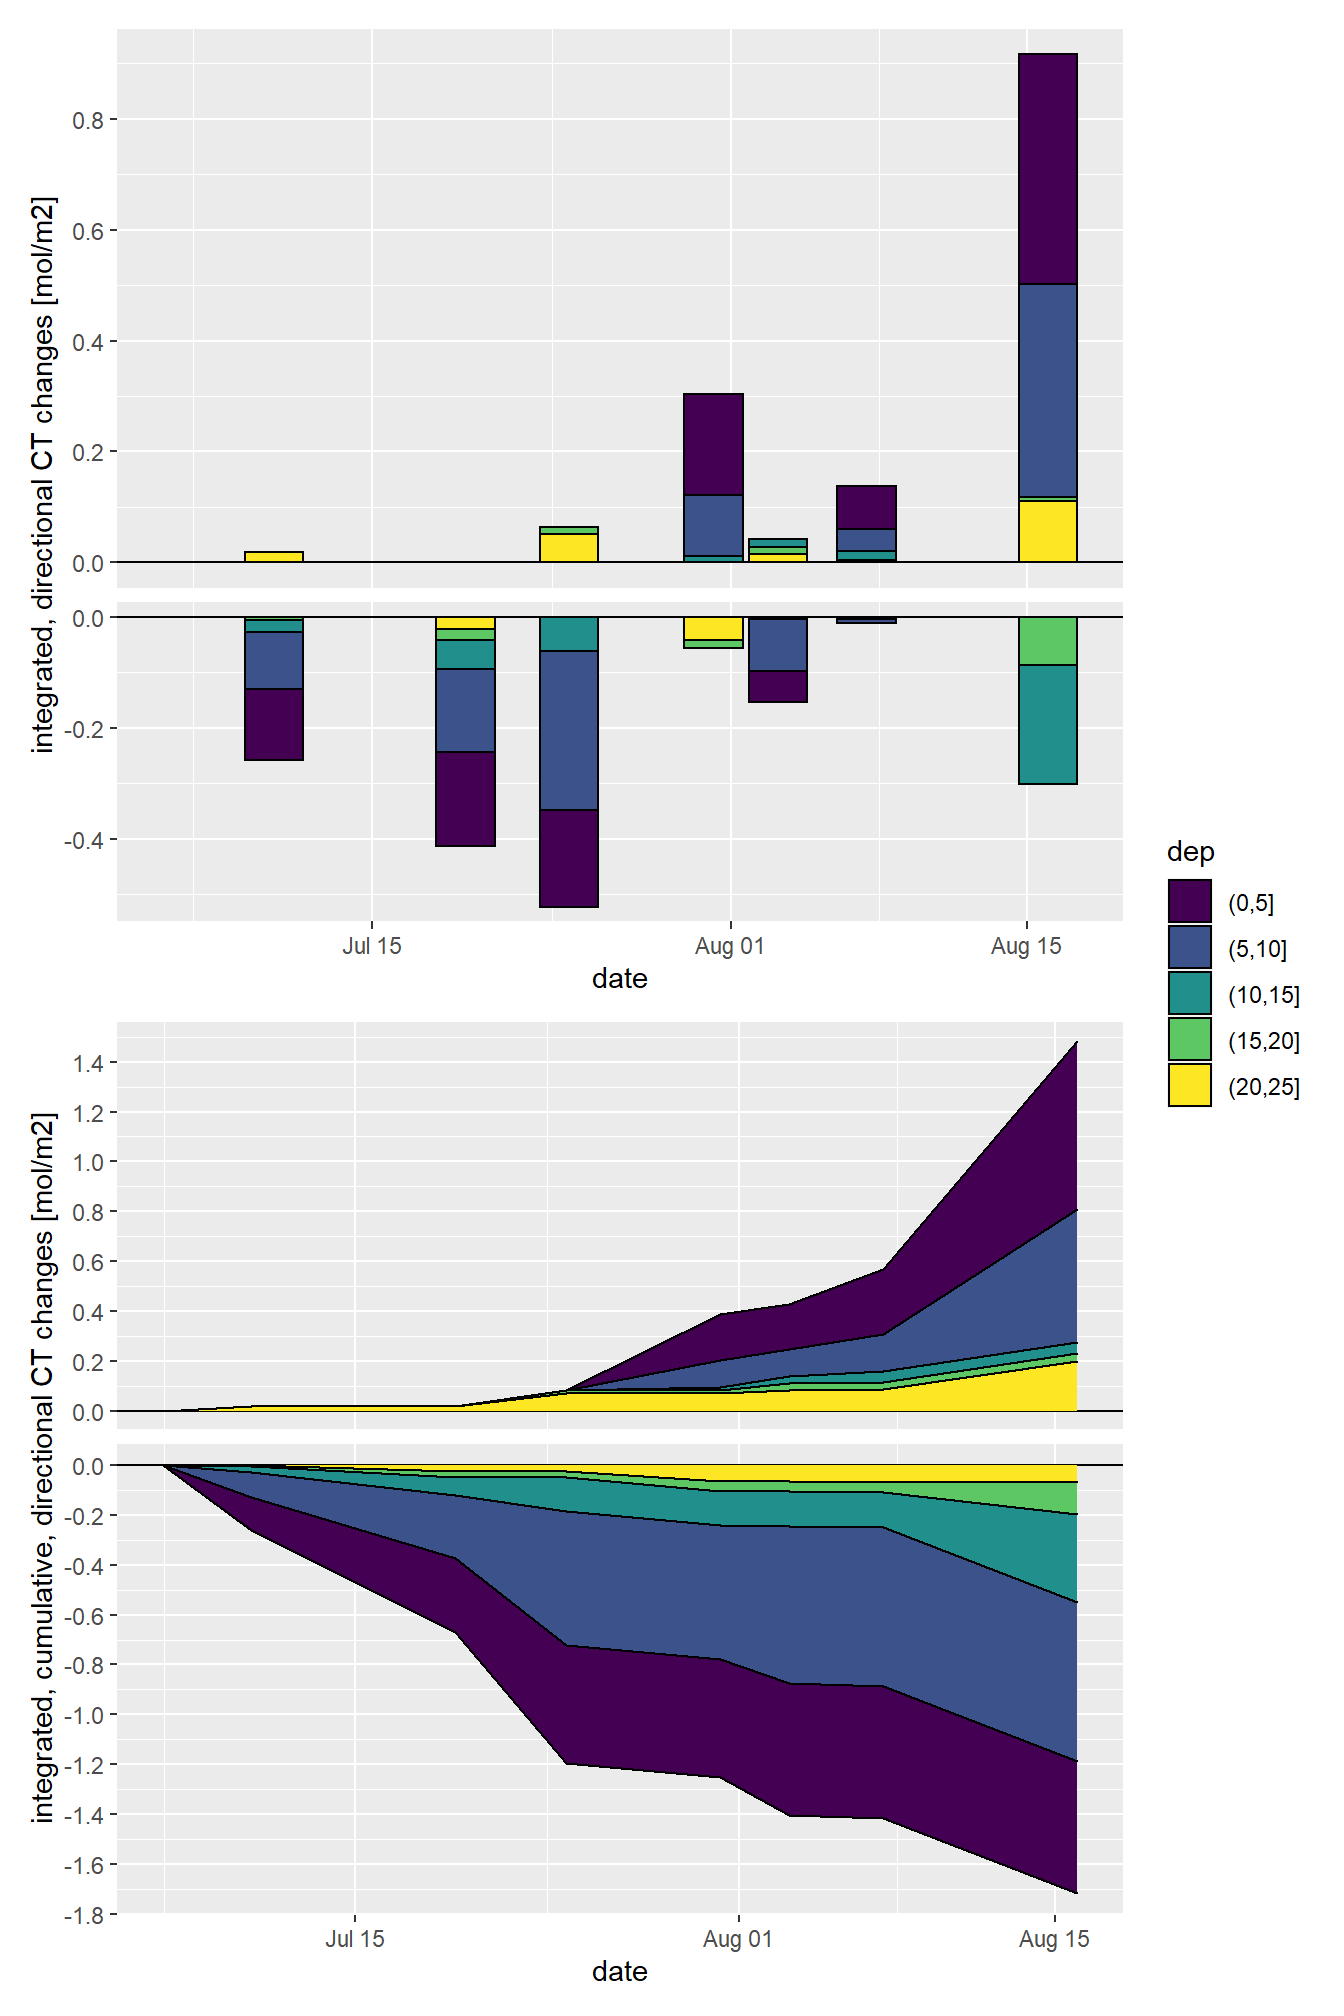 integrated, directional CT changes [mol/m2]
0.8
0.6
0.4
0.2
0.0
0.0
-0.2
-0.4
Jul 15
Aug 01
Aug 15
date
dep
(0,5]
(5,10]
(10,15]
(15,20]
(20,25]
integrated, cumulative, directional CT changes [mol/m2]
1.4
1.2
1.0
0.8
0.6
0.4
0.2
0.0
0.0
-0.2
-0.4
-0.6
-0.8
-1.0
-1.2
-1.4
-1.6
-1.8
Jul 15
Aug 01
Aug 15
date